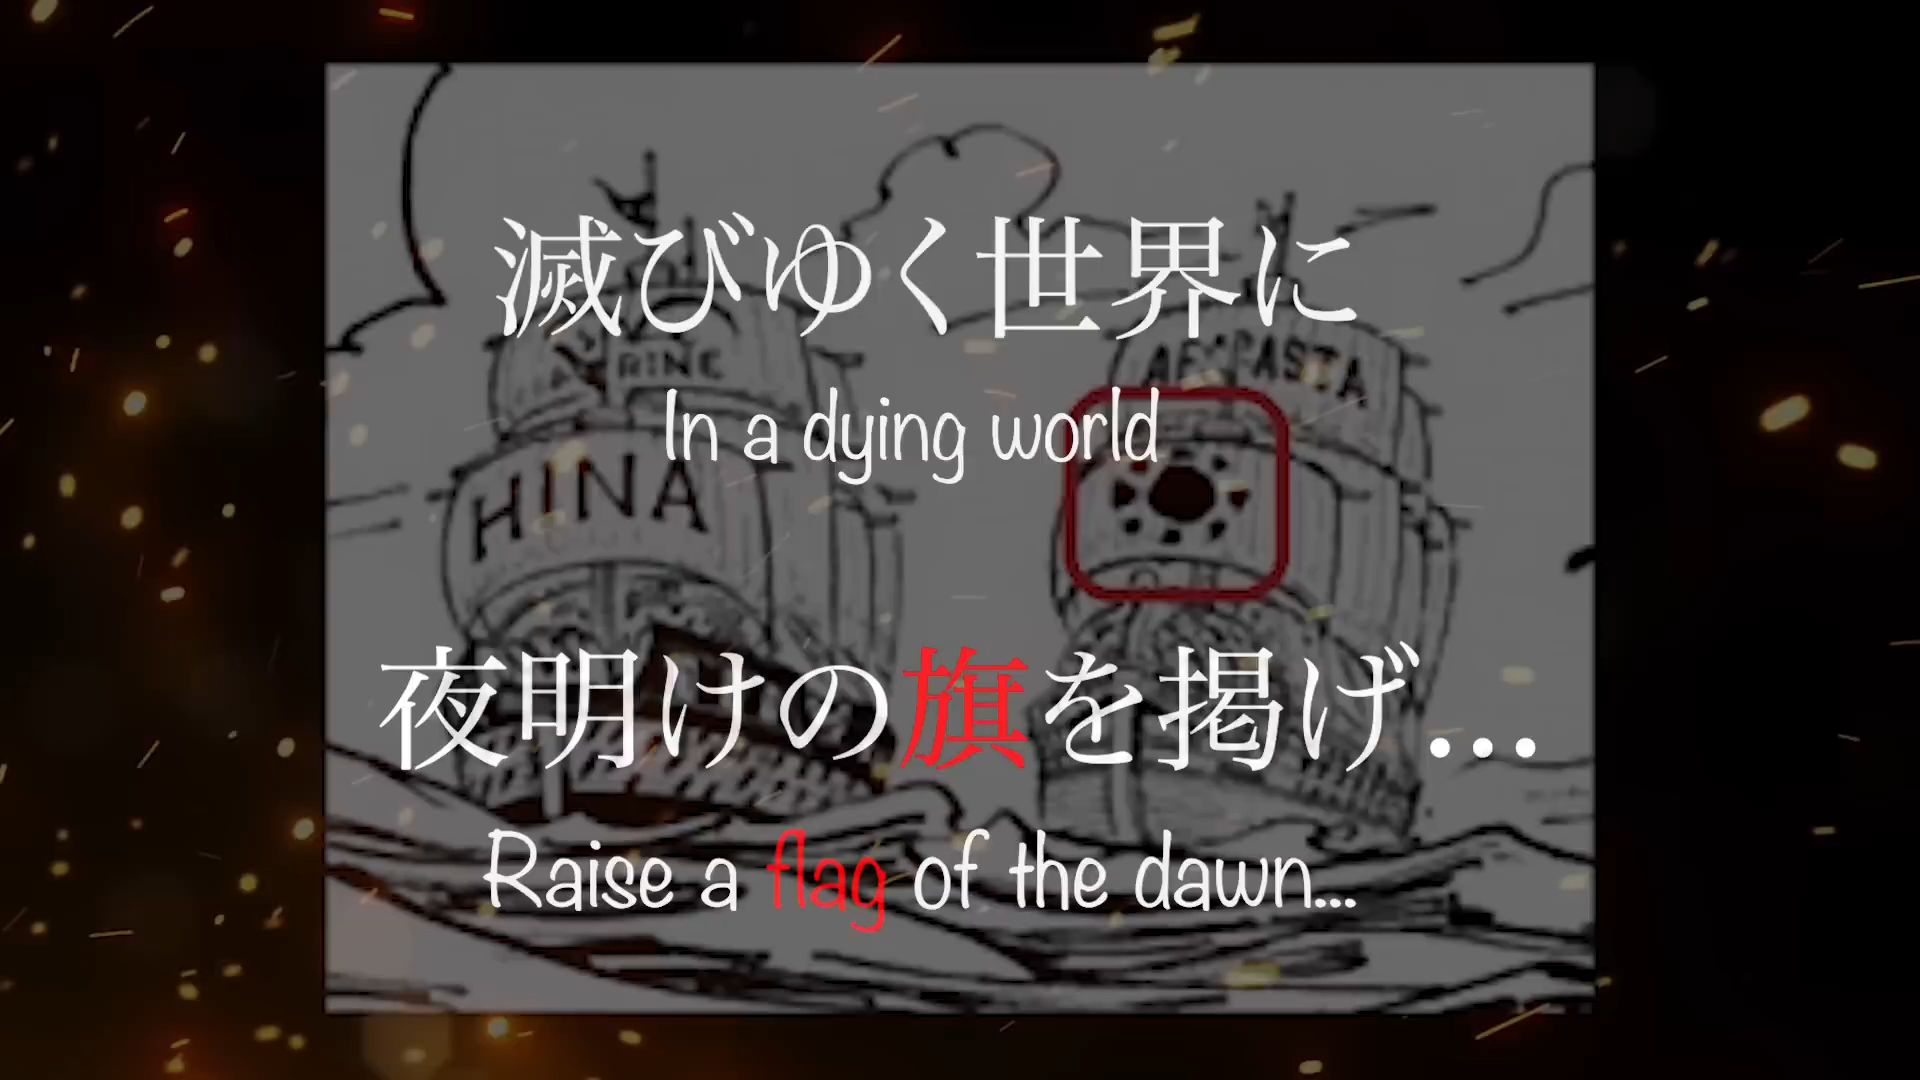 滅びゆく世界に
RINE
HINA
In a dying world
夜明けの旗を掲げ...
Raise a flag of the dawn...